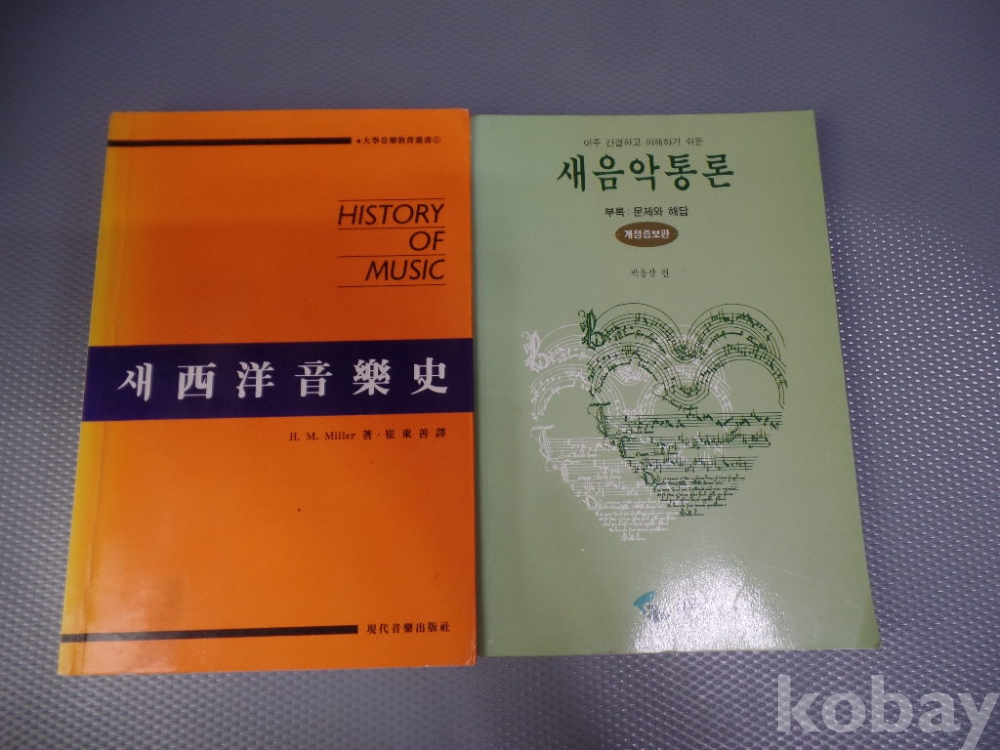 •大學音樂敎育叢書②
HISTORY
OF
MUSIC
새 西洋音樂史
H. M. Miller 著 · 崔東善 譯
現代音樂出版社
아주 간결하고 이해하기 쉬운
새음악통론
부록: 문제와 해답
개정증보판
편
kobay